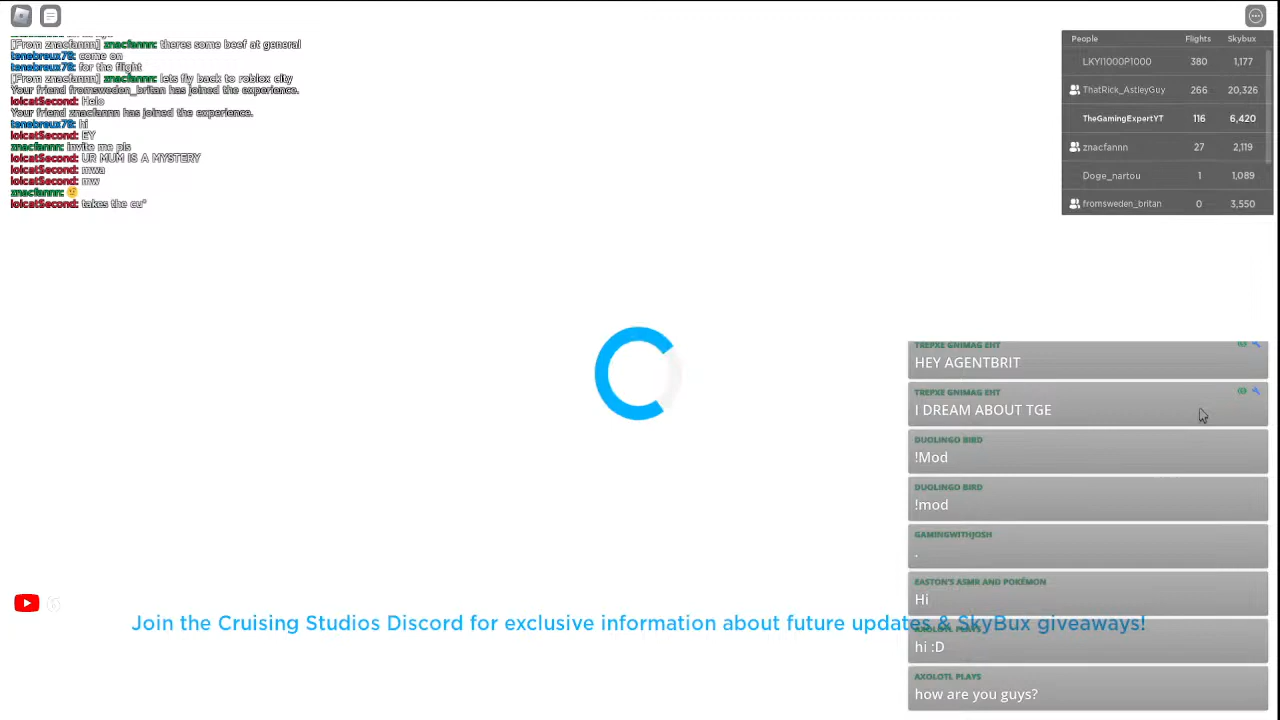 [From znacfannn] znacfannn: theres some beef at general
tenebreux78: come on
tenebreux78: for the flight
[From znacfannn] znacfannn: lets fly back to roblox city
Your friend fromsweden_britan has joined the experience.
lolcatSecond: Helo
Your friend znacfannn has joined the experience.
tenebreux78: hi
lolcatSecond: EY
znacfannn: invite me pls
lolcatSecond: UR MUM IS A MYSTERY
lolcatSecond: mwa
lolcatSecond: mw
znacfannn:
lolcatSecond: takes the cu*
People Flights Skybux
LKYI1000P1000 380 1,177
ThatRick_AstleyGuy 266 20,326
TheGamingExpertYT 116 6,420
znacfannn 27 2,119
Doge_nartou 1 1,089
fromsweden_britan 0 3,550
TREPXE GNIMAG EHT
HEY AGENTBRIT
TREPXE GNIMAG EHT
I DREAM ABOUT TGE
DUOLINGO BIRD
!Mod
DUOLINGO BIRD
!mod
GAMINGWITHJOSH
.
EASTON'S ASMR AND POKÉMON
Hi
Join the Cruising Studios Discord for exclusive information about future updates & SkyBux giveaways!
AXOLOTL PLAYS
hi :D
AXOLOTL PLAYS
how are you guys?